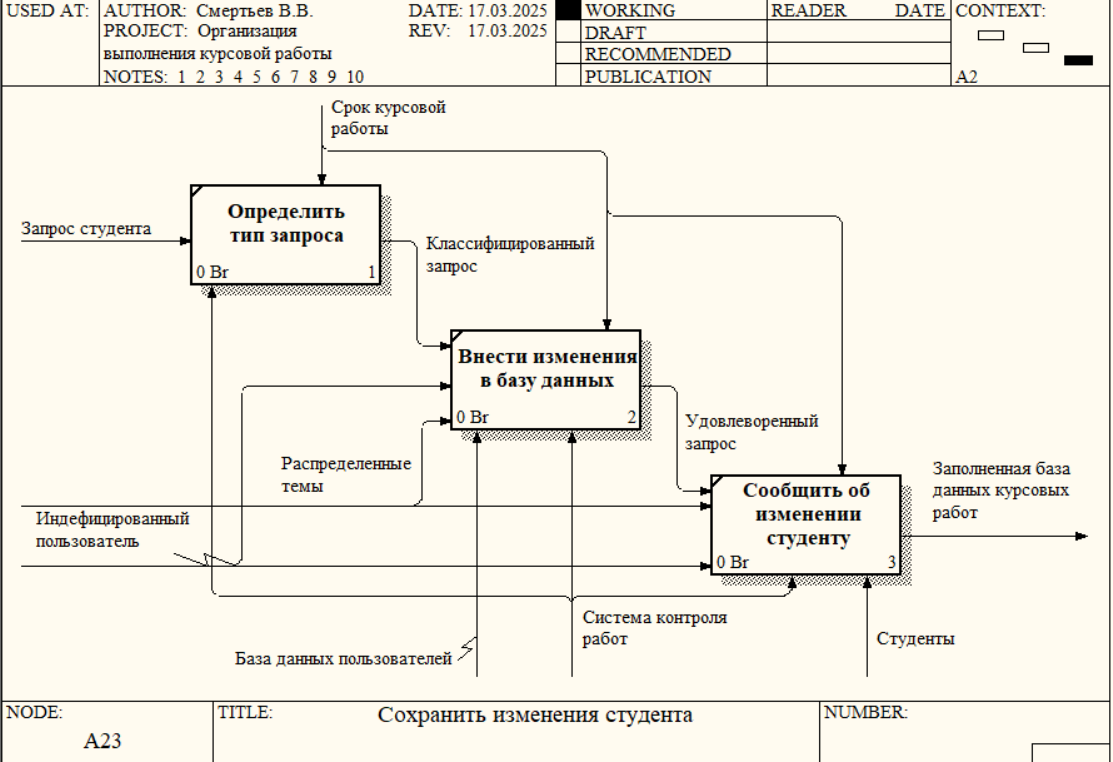 USED AT:
AUTHOR: Смертьев В.В.
DATE: 17.03.2025
PROJECT: Организация
REV: 17.03.2025
выполнения курсовой работы
NOTES: 1 2 3 4 5 6 7 8 9 10
WORKING
DRAFT
RECOMMENDED
PUBLICATION
READER DATE
CONTEXT:
A2
Срок курсовой
работы
Определить
тип запроса
0 Br 1
Запрос студента
Классифицированный
запрос
Внести изменения
в базу данных
0 Br 2
Удовлеворенный
запрос
Распределенные
темы
Сообщить об
изменении
студенту
0 Br 3
Заполненная база
данных курсовых
работ
Индефицированный
пользователь
Система контроля
работ
Студенты
База данных пользователей
NODE:
A23
TITLE:
Сохранить изменения студента
NUMBER: